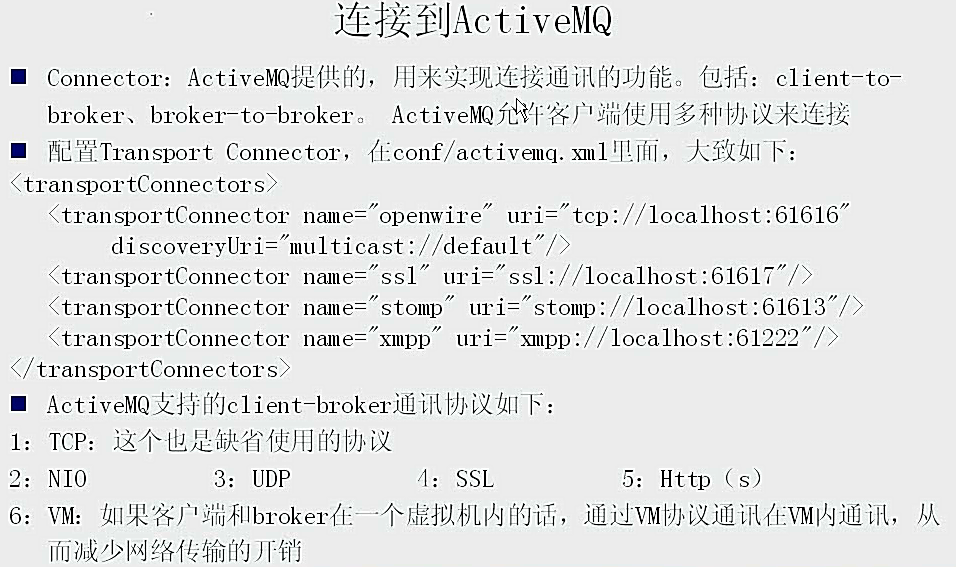 连接到ActiveMQ
■ Connector：ActiveMQ提供的，用来实现连接通讯的功能。包括：client-to-
broker、broker-to-broker。 ActiveMQ允许客户端使用多种协议来连接
■ 配置Transport Connector，在conf/activemq.xml里面，大致如下：
<transportConnectors>
<transportConnector name="openwire" uri="tcp://localhost:61616"
discoveryUri="multicast://default"/>
<transportConnector name="ssl" uri="ssl://localhost:61617"/>
<transportConnector name="stomp" uri="stomp://localhost:61613"/>
<transportConnector name="xmpp" uri="xmpp://localhost:61222"/>
</transportConnectors>
■ ActiveMQ支持的client-broker通讯协议如下：
1：TCP：这个也是缺省使用的协议
2：NIO 3：UDP 4：SSL 5：Http（s）
6：VM：如果客户端和broker在一个虚拟机内的话，通过VM协议通讯在VM内通讯，从
而减少网络传输的开销